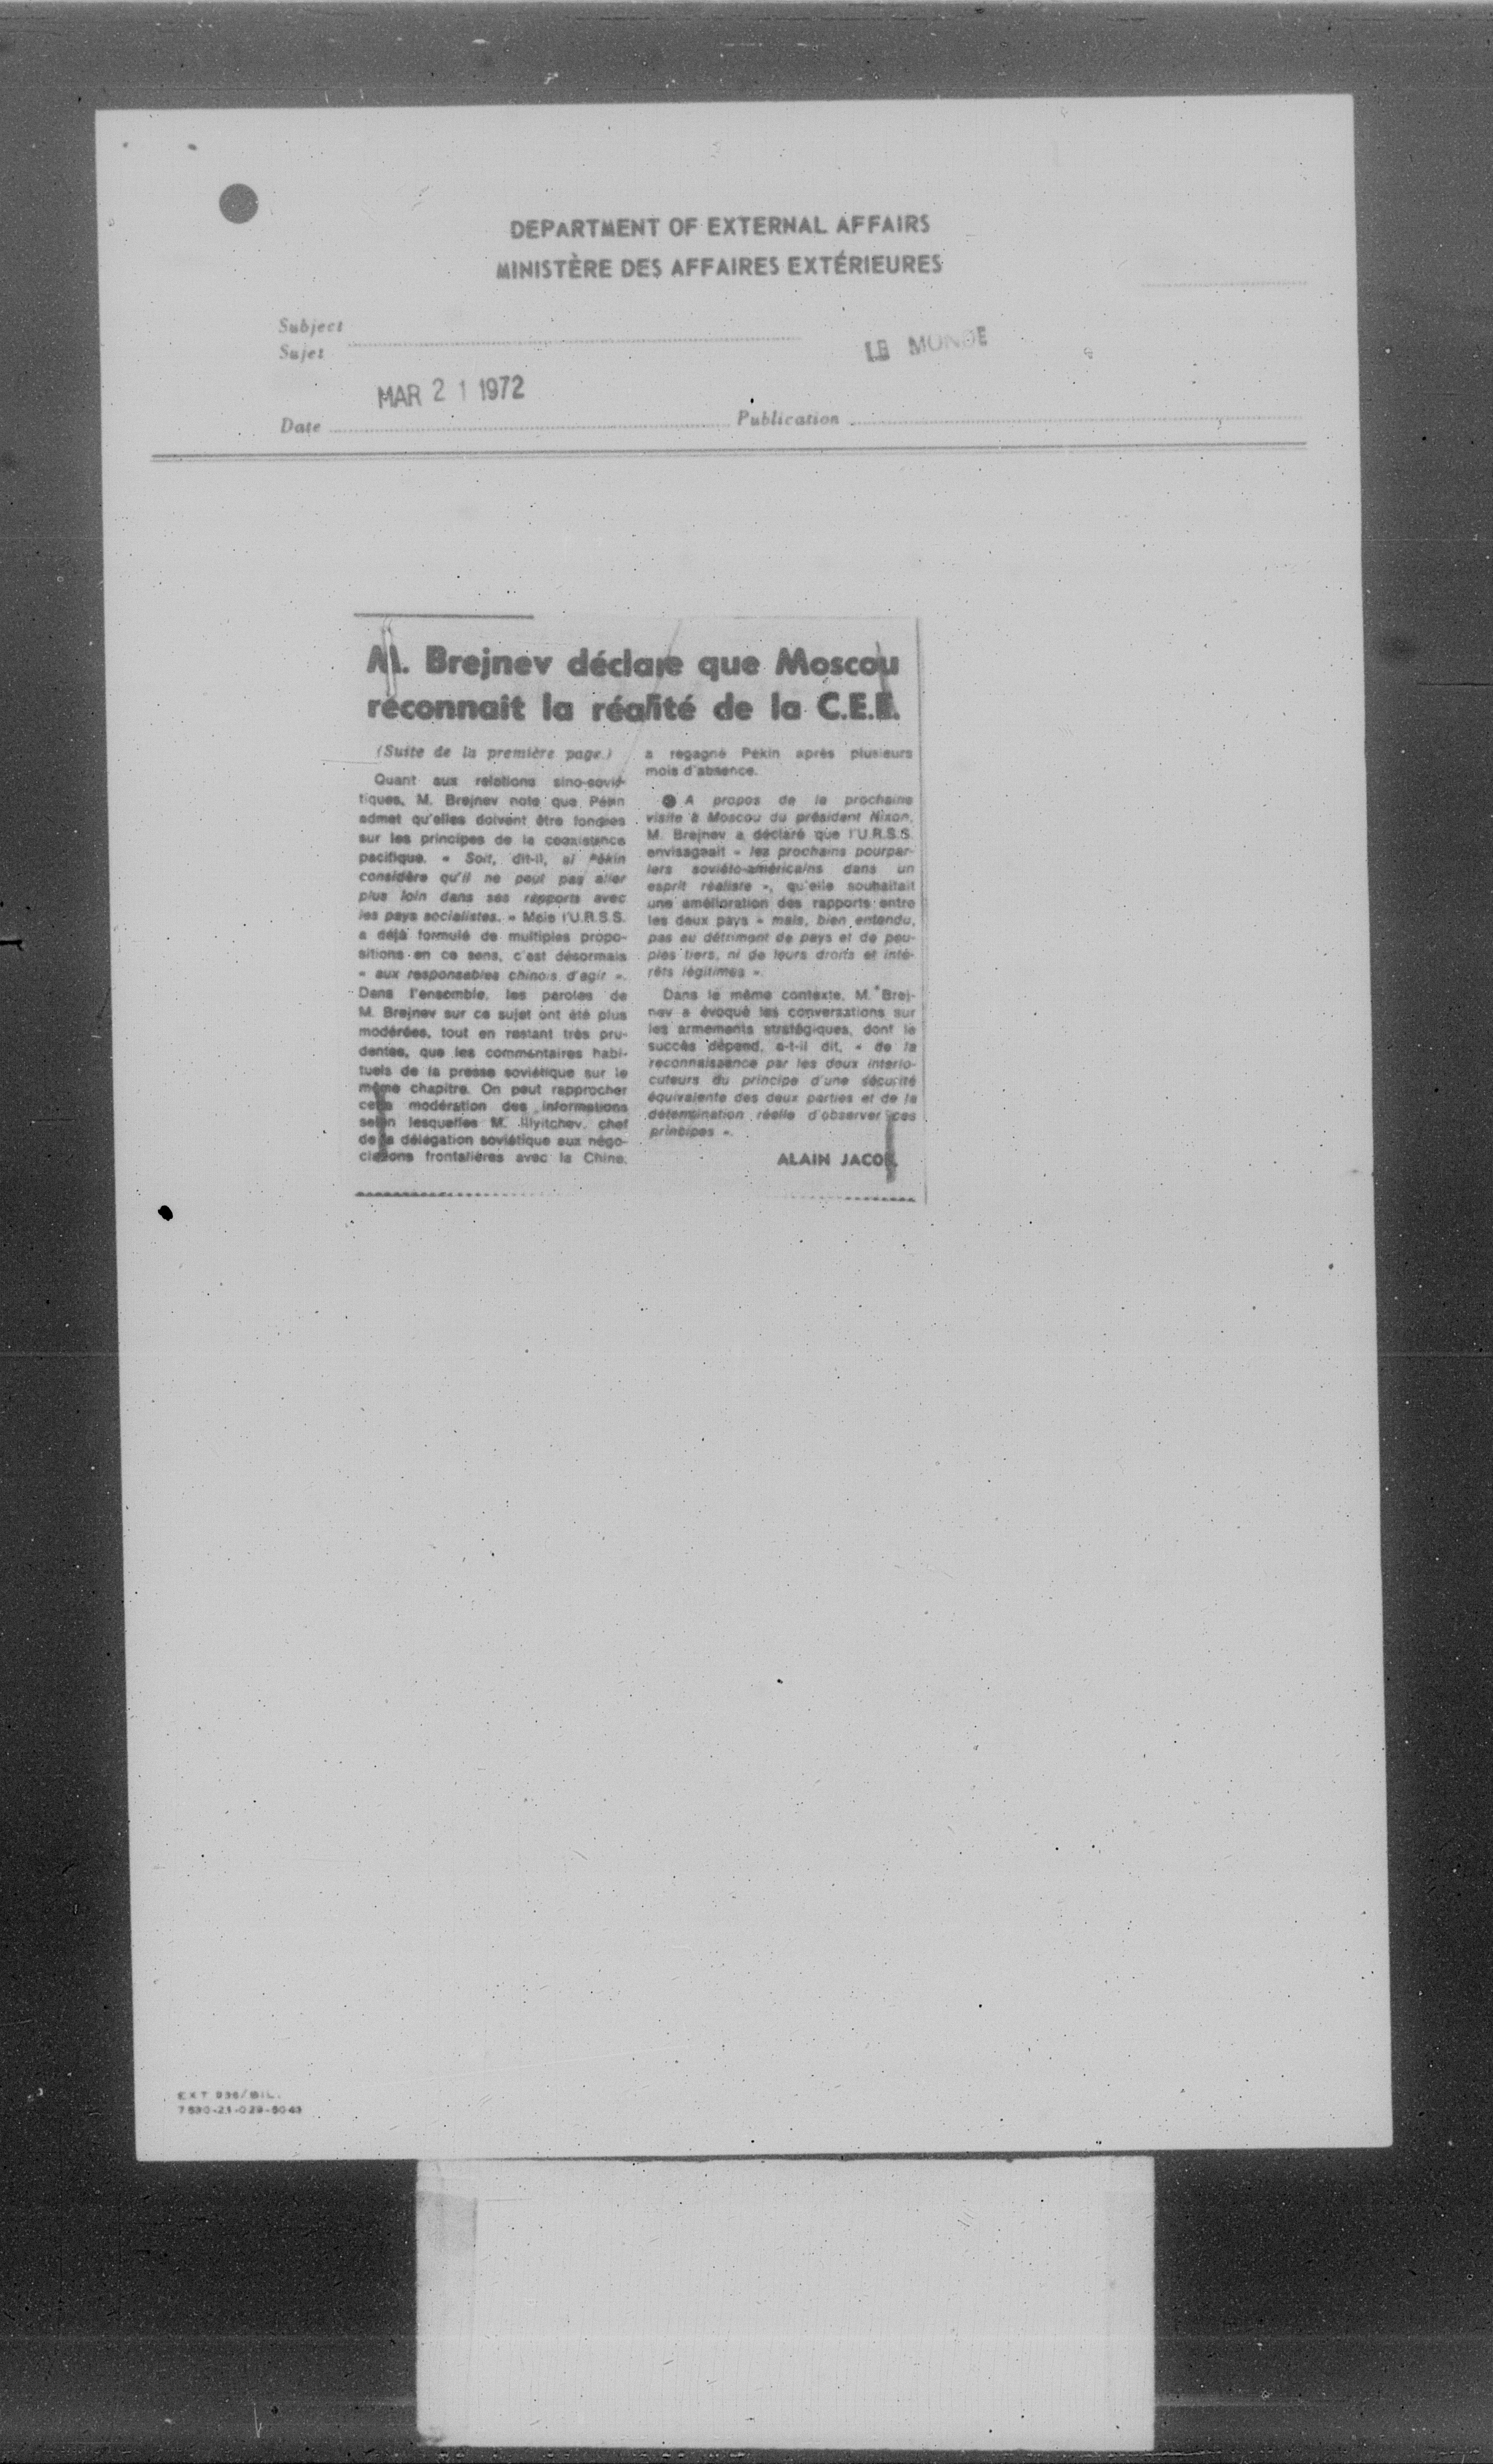 DEPARTMENT OF EXTERNAL AFFAIRS
MINISTÈRE DES AFFAIRES EXTÉRIEURES
Subject
Sujet
LE MONDE
MAR 21 1972
Date
Publication
M. Brejnev déclare que Moscou
reconnaît la réalité de la C.E.E.
(Suite de la première page.)
Quant aux relations sino-sovié-
tiques, M. Brejnev note que Pékin
admet qu'elles doivent être fondées
sur les principes de la coexistence
pacifique. « Soit, dit-il, si Pékin
considère qu'il ne peut pas aller
plus loin dans ses rapports avec
les pays socialistes. » Mais l'U.R.S.S.
a déjà formulé de multiples propo-
sitions en ce sens, c'est désormais
« aux responsables chinois d'agir ».
Dans l'ensemble, les paroles de
M. Brejnev sur ce sujet ont été plus
modérées, tout en restant très pru-
dentes, que les commentaires habi-
tuels de la presse soviétique sur le
même chapitre. On peut rapprocher
cette modération des informations
selon lesquelles M. Illyitchev, chef
de la délégation soviétique aux négo-
ciations frontalières avec la Chine,
a regagné Pékin après plusieurs
mois d'absence.
● A propos de la prochaine
visite à Moscou du président Nixon,
M. Brejnev a déclaré que l'U.R.S.S.
envisageait « les prochains pourpar-
lers soviéto-américains dans un
esprit réaliste », qu'elle souhaitait
une amélioration des rapports entre
les deux pays « mais, bien entendu,
pas au détriment de pays et de peu-
ples tiers, ni de leurs droits et inté-
rêts légitimes ».
Dans le même contexte, M. Brej-
nev a évoqué les conversations sur
les armements stratégiques, dont le
succès dépend, a-t-il dit, « de la
reconnaissance par les deux interlo-
cuteurs du principe d'une sécurité
équivalente des deux parties et de la
détermination réelle d'observer ces
principes ».
ALAIN JACOB.
EXT 936/BIL.
7530-21-029-5043